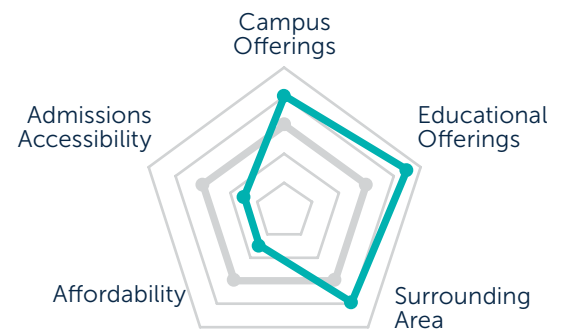 Campus
Offerings
Admissions
Accessibility
Educational
Offerings
Affordability
Surrounding
Area